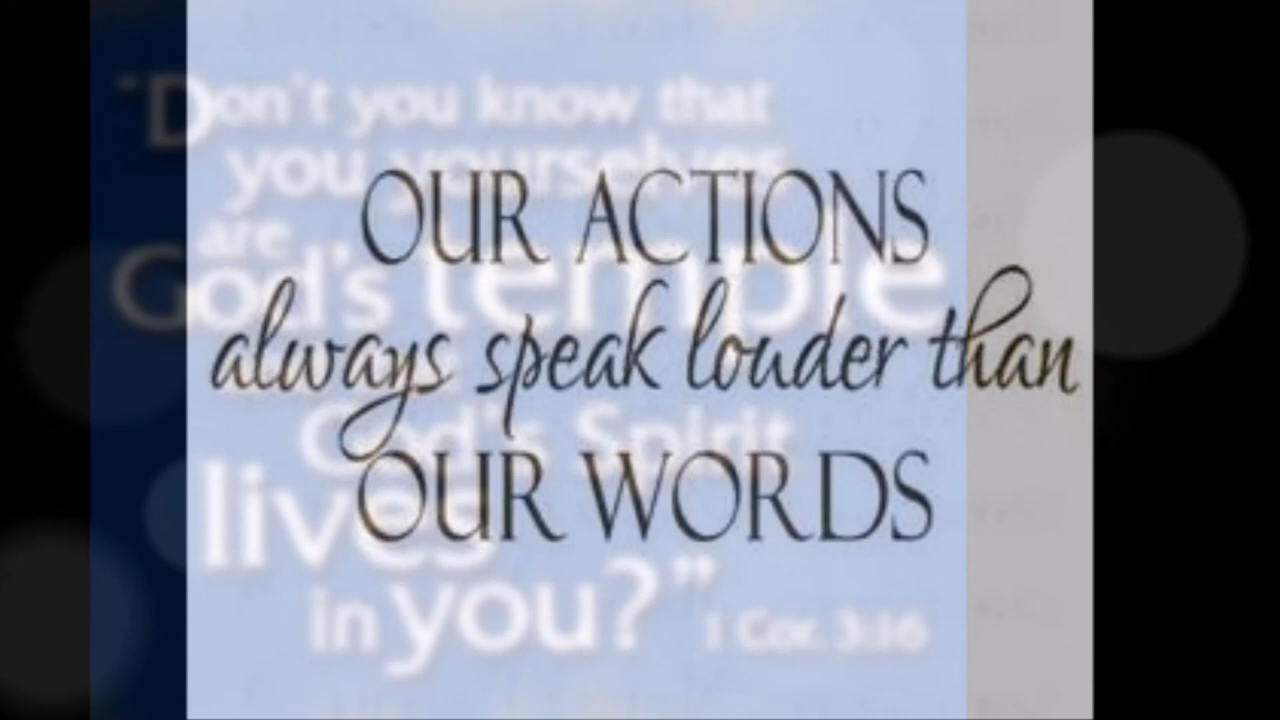 "Don't you know that
you yourselves
are
God's temple
OUR ACTIONS
always speak louder than
OUR WORDS
God's Spirit
lives
in you?"
1 Cor. 3:16